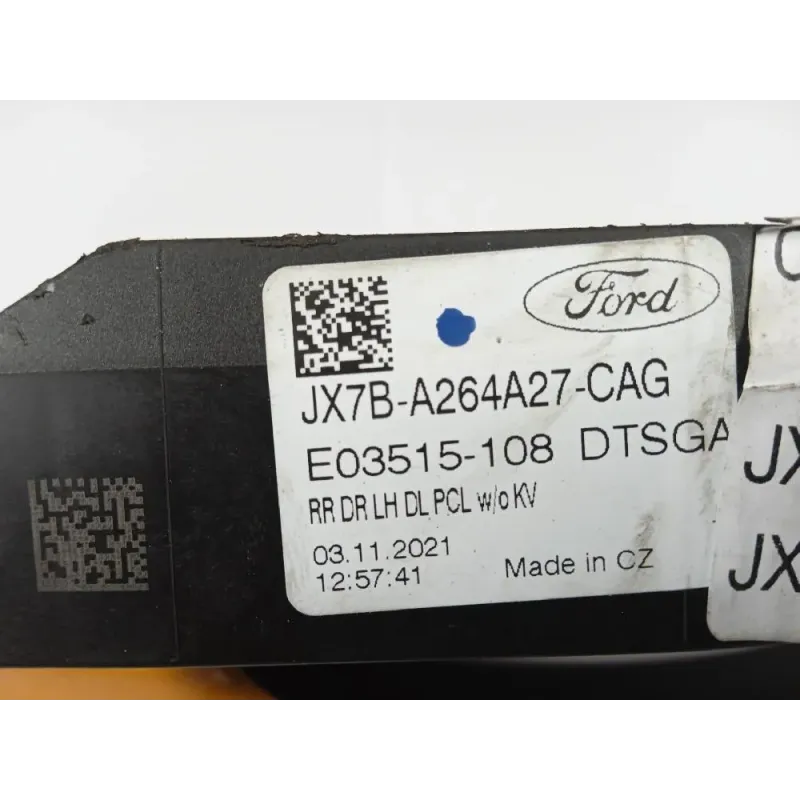 Ford
JX7B-A264A27-CAG
E03515-108 DTSGA
RR DR LH DL PCL w/o KV
03.11.2021
12:57:41
Made in CZ
JX
JX